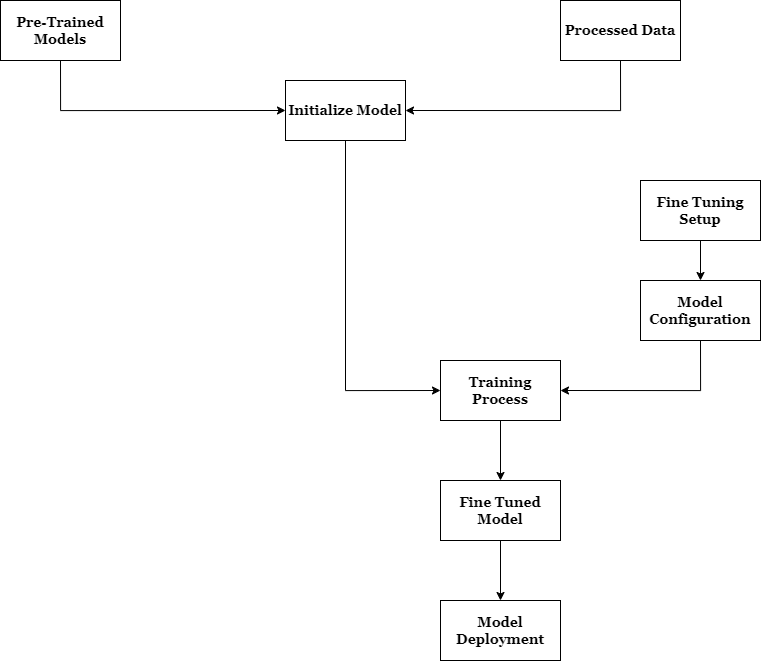 Pre-Trained
Models
Processed Data
Initialize Model
Fine Tuning
Setup
Model
Configuration
Training
Process
Fine Tuned
Model
Model
Deployment